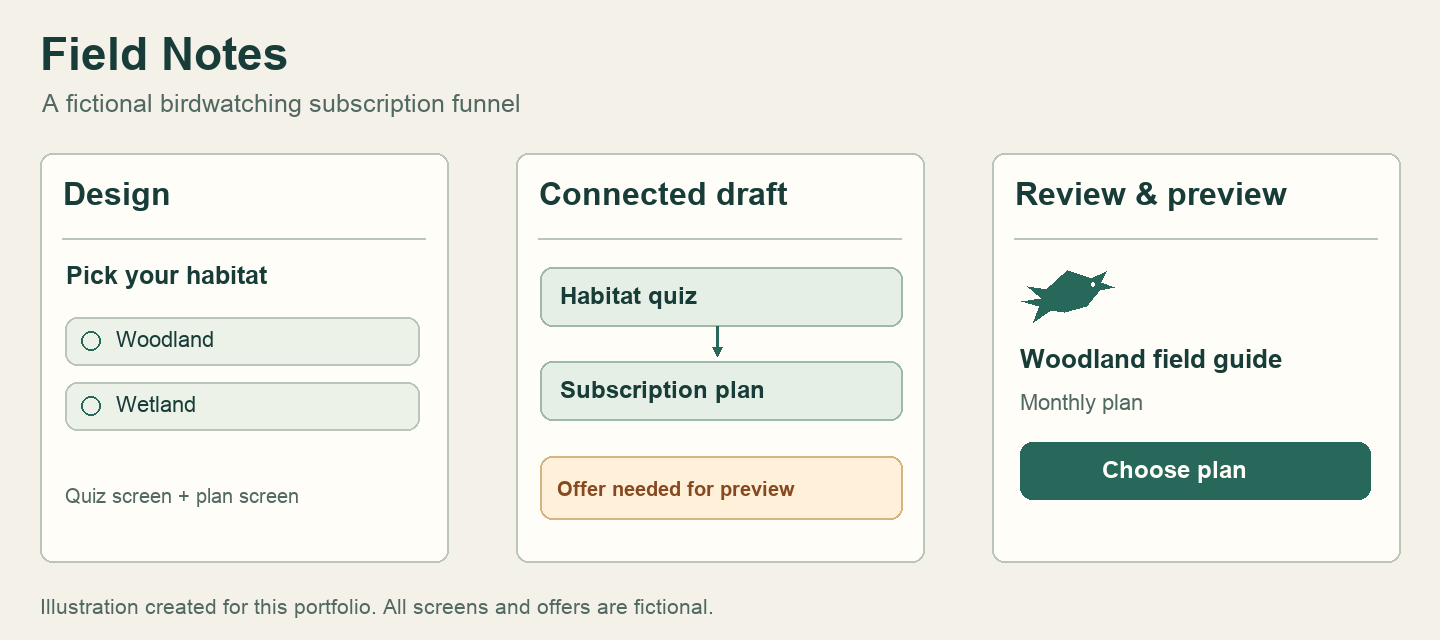 Field Notes
A fictional birdwatching subscription funnel
Design
Pick your habitat
Woodland
Wetland
Quiz screen + plan screen
Connected draft
Habitat quiz
Subscription plan
Offer needed for preview
Review & preview
Woodland field guide
Monthly plan
Choose plan
Illustration created for this portfolio. All screens and offers are fictional.